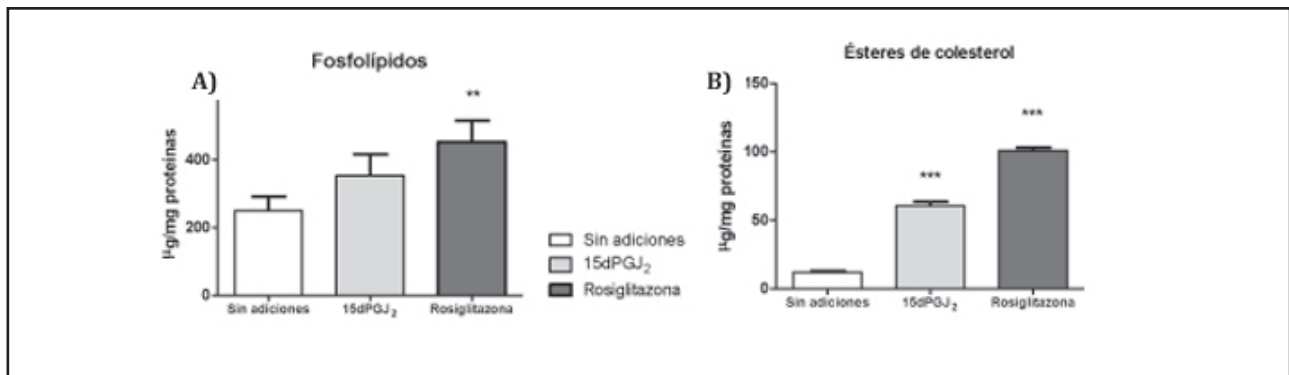 Fosfolípidos
A)
**
µg/mg proteínas
400
200
0
Sin adiciones
15dPGJ₂
Rosiglitazona
Sin adiciones
15dPGJ₂
Rosiglitazona
Ésteres de colesterol
B)
***
***
µg/mg proteínas
150
100
50
0
Sin adiciones
15dPGJ₂
Rosiglitazona